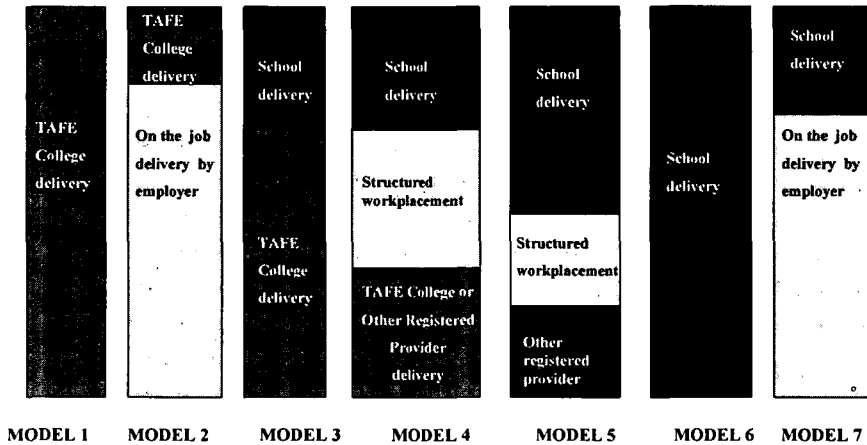 TAFE
College
delivery
TAFE
College
delivery
On the job
delivery by
employer
School
delivery
TAFE
College
delivery
School
delivery
Structured
workplacement
TAFE College or
Other Registered
Provider
delivery
School
delivery
Structured
workplacement
Other
registered
provider
School
delivery
School
delivery
On the job
delivery by
employer
MODEL 1 MODEL 2 MODEL 3 MODEL 4 MODEL 5 MODEL 6 MODEL 7